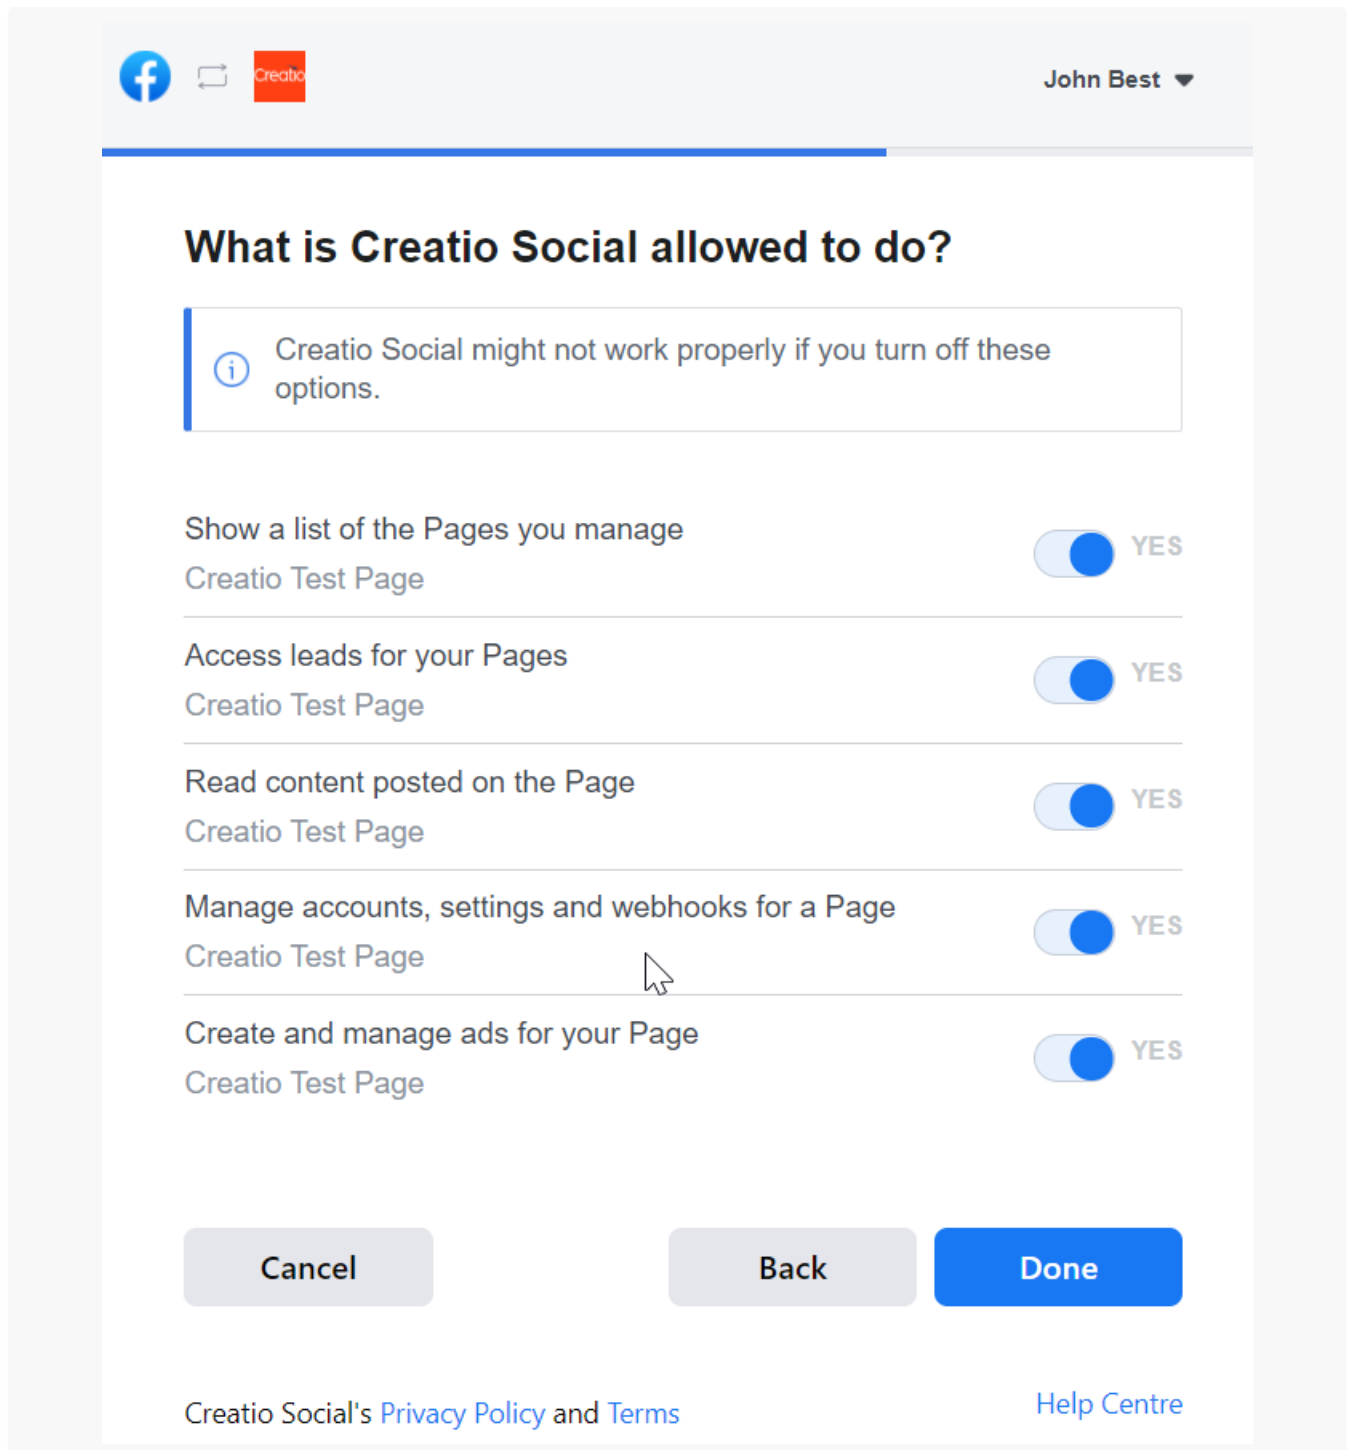 Creatio
John Best
What is Creatio Social allowed to do?
Creatio Social might not work properly if you turn off these
options.
Show a list of the Pages you manage
YES
Creatio Test Page
Access leads for your Pages
YES
Creatio Test Page
Read content posted on the Page
YES
Creatio Test Page
Manage accounts, settings and webhooks for a Page
YES
Creatio Test Page
Create and manage ads for your Page
YES
Creatio Test Page
Cancel
Back
Done
Creatio Social's Privacy Policy and Terms
Help Centre